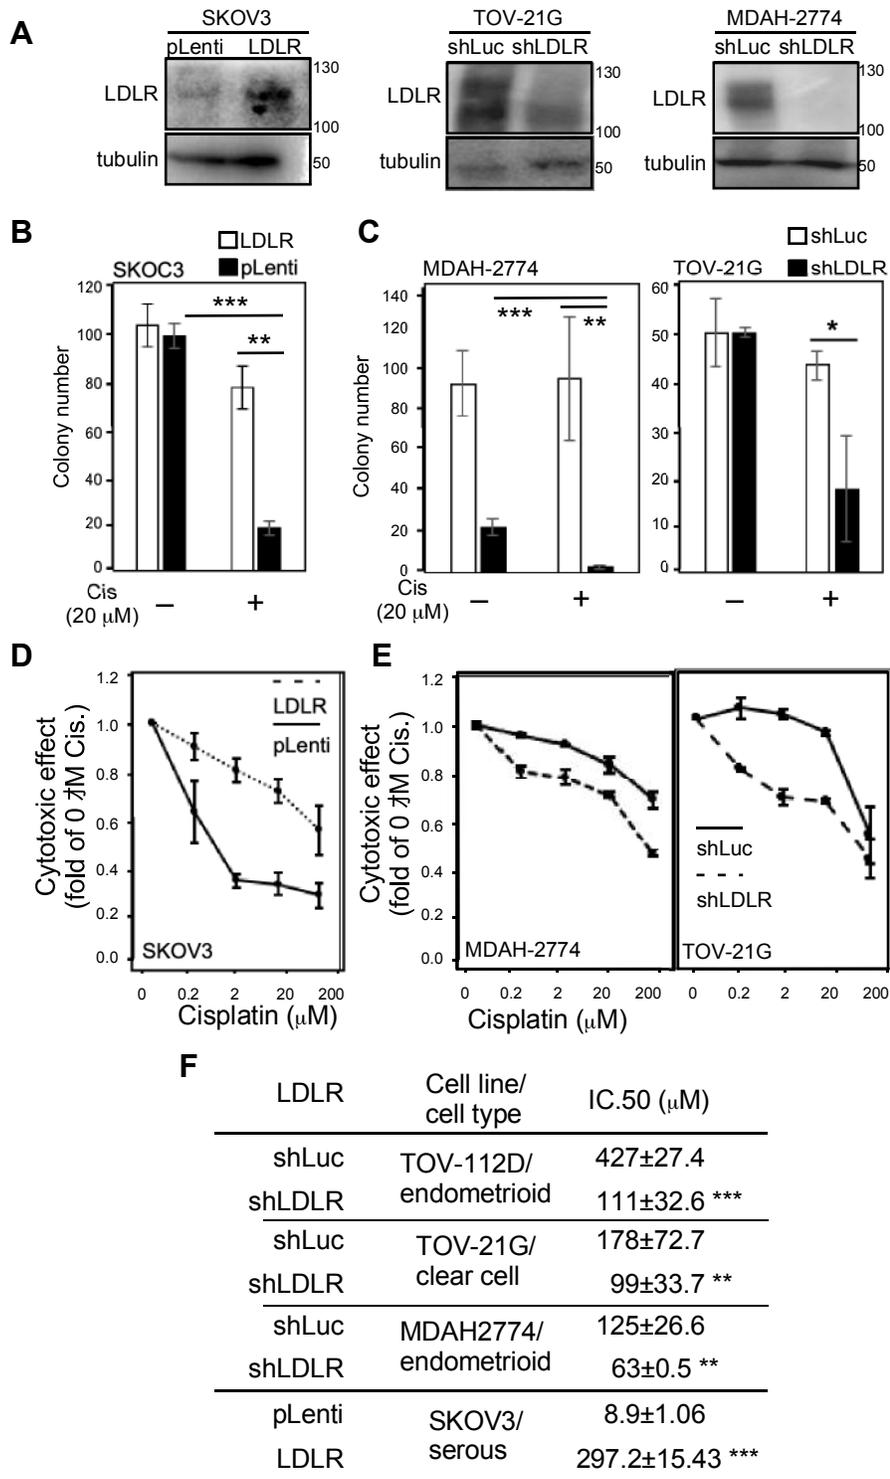 A
SKOV3
pLenti LDLR
LDLR
130
100
tubulin
50
TOV-21G
shLuc shLDLR
LDLR
130
100
tubulin
50
MDAH-2774
shLuc shLDLR
LDLR
130
100
tubulin
50
B
LDLR
pLenti
SKOC3
Colony number
120
100
80
60
40
20
0
***
**
Cis
(20 μM)
– +
C
shLuc
shLDLR
MDAH-2774
Colony number
140
120
100
80
60
40
20
0
***
**
Cis
(20 μM)
– +
TOV-21G
60
50
40
30
20
10
0
*
– +
D
Cytotoxic effect
(fold of 0 ㎌M Cis.)
1.2
1.0
0.8
0.6
0.4
0.2
0.0
LDLR
pLenti
SKOV3
0 0.2 2 20 200
Cisplatin (μM)
E
Cytotoxic effect
(fold of 0 ㎌M Cis.)
1.2
1.0
0.8
0.6
0.4
0.2
0.0
MDAH-2774
0 0.2 2 20 200
Cisplatin (μM)
shLuc
shLDLR
TOV-21G
0 0.2 2 20 200
F
LDLR Cell line/ cell type IC.50 (μM)
shLuc TOV-112D/ 427±27.4
shLDLR endometrioid 111±32.6 ***
shLuc TOV-21G/ 178±72.7
shLDLR clear cell 99±33.7 **
shLuc MDAH2774/ 125±26.6
shLDLR endometrioid 63±0.5 **
pLenti SKOV3/ 8.9±1.06
LDLR serous 297.2±15.43 ***